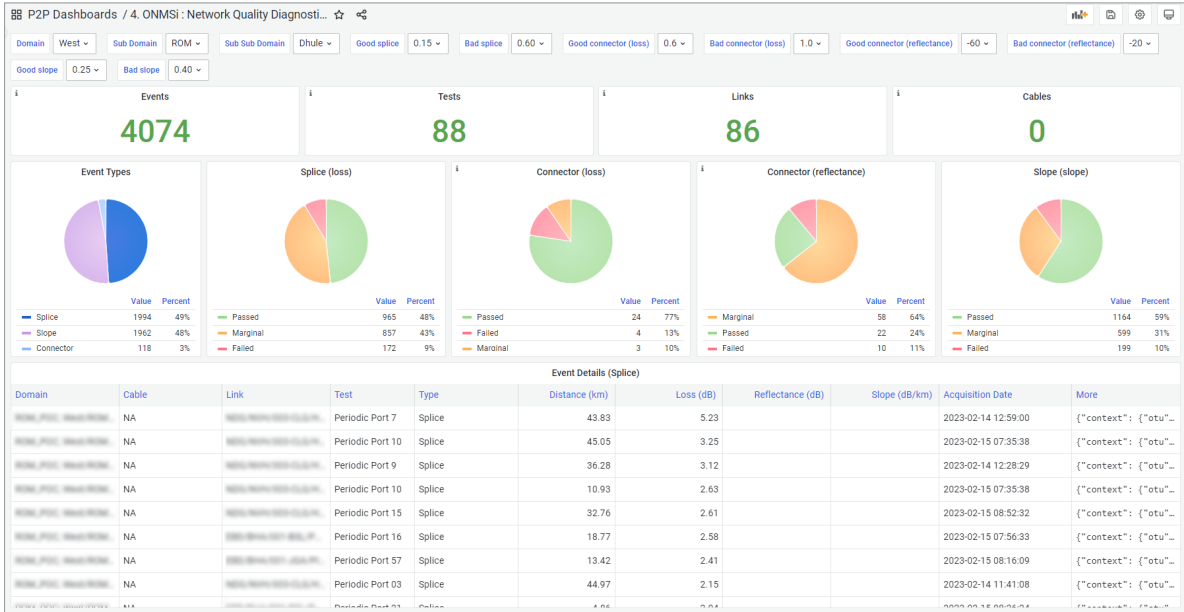 P2P Dashboards / 4. ONMSi : Network Quality Diagnosti...
Domain West Sub Domain ROM Sub Sub Domain Dhule Good splice 0.15 Bad splice 0.60 Good connector (loss) 0.6 Bad connector (loss) 1.0 Good connector (reflectance) -60 Bad connector (reflectance) -20
Good slope 0.25 Bad slope 0.40
Events Tests Links Cables
4074 88 86 0
Event Types Splice (loss) Connector (loss) Connector (reflectance) Slope (slope)
Value Percent Value Percent Value Percent Value Percent Value Percent
Splice 1994 49% Passed 965 48% Passed 24 77% Marginal 58 64% Passed 1164 59%
Slope 1962 48% Marginal 857 43% Failed 4 13% Passed 22 24% Marginal 599 31%
Connector 118 3% Failed 172 9% Marginal 3 10% Failed 10 11% Failed 199 10%
Event Details (Splice)
Domain Cable Link Test Type Distance (km) Loss (dB) Reflectance (dB) Slope (dB/km) Acquisition Date More
NA Periodic Port 7 Splice 43.83 5.23 2023-02-14 12:59:00 {"context": {"otu"...
NA Periodic Port 10 Splice 45.05 3.25 2023-02-15 07:35:38 {"context": {"otu"...
NA Periodic Port 9 Splice 36.28 3.12 2023-02-14 12:28:29 {"context": {"otu"...
NA Periodic Port 10 Splice 10.93 2.63 2023-02-15 07:35:38 {"context": {"otu"...
NA Periodic Port 15 Splice 32.76 2.61 2023-02-15 08:52:32 {"context": {"otu"...
NA Periodic Port 16 Splice 18.77 2.58 2023-02-15 07:56:33 {"context": {"otu"...
NA Periodic Port 57 Splice 13.42 2.41 2023-02-15 08:16:09 {"context": {"otu"...
NA Periodic Port 03 Splice 44.97 2.15 2023-02-14 11:41:08 {"context": {"otu"...
NA Periodic Port Splice